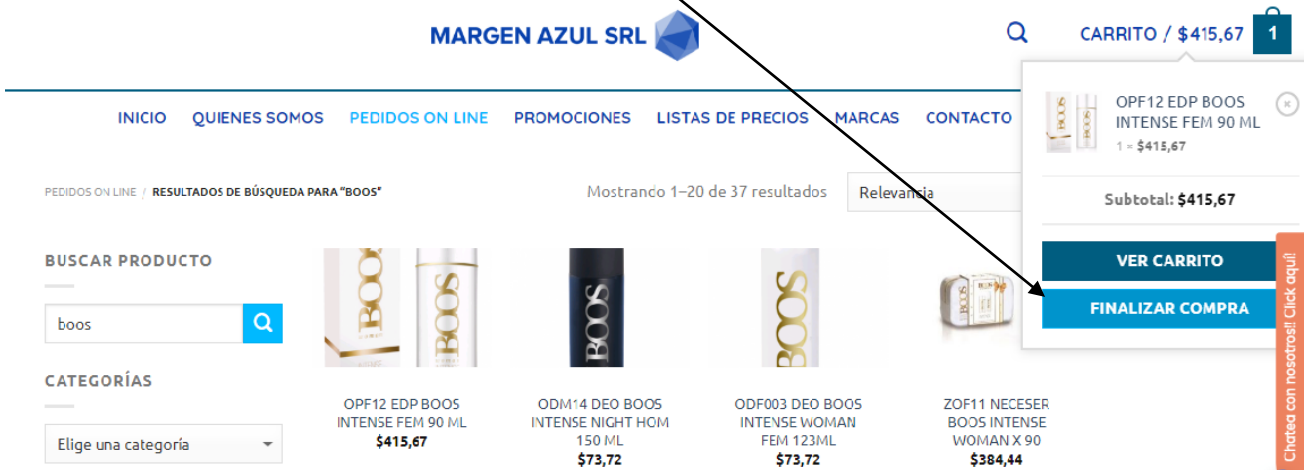 MARGEN AZUL SRL
CARRITO / $415,67
1
INICIO QUIENES SOMOS PEDIDOS ON LINE PROMOCIONES LISTAS DE PRECIOS MARCAS CONTACTO
OPF12 EDP BOOS
INTENSE FEM 90 ML
1 × $415,67
Subtotal: $415,67
VER CARRITO
FINALIZAR COMPRA
PEDIDOS ON LINE / RESULTADOS DE BÚSQUEDA PARA “BOOS”
Mostrando 1–20 de 37 resultados
Relevancia
BUSCAR PRODUCTO
boos
CATEGORÍAS
Elige una categoría
BOOS
BOOS
BOOS
BOOS
OPF12 EDP BOOS
INTENSE FEM 90 ML
$415,67
ODM14 DEO BOOS
INTENSE NIGHT HOM
150 ML
$73,72
ODF003 DEO BOOS
INTENSE WOMAN
FEM 123ML
$73,72
ZOF11 NECESER
BOOS INTENSE
WOMAN X 90
$384,44
Chatea con nosotros!! Click aquí!